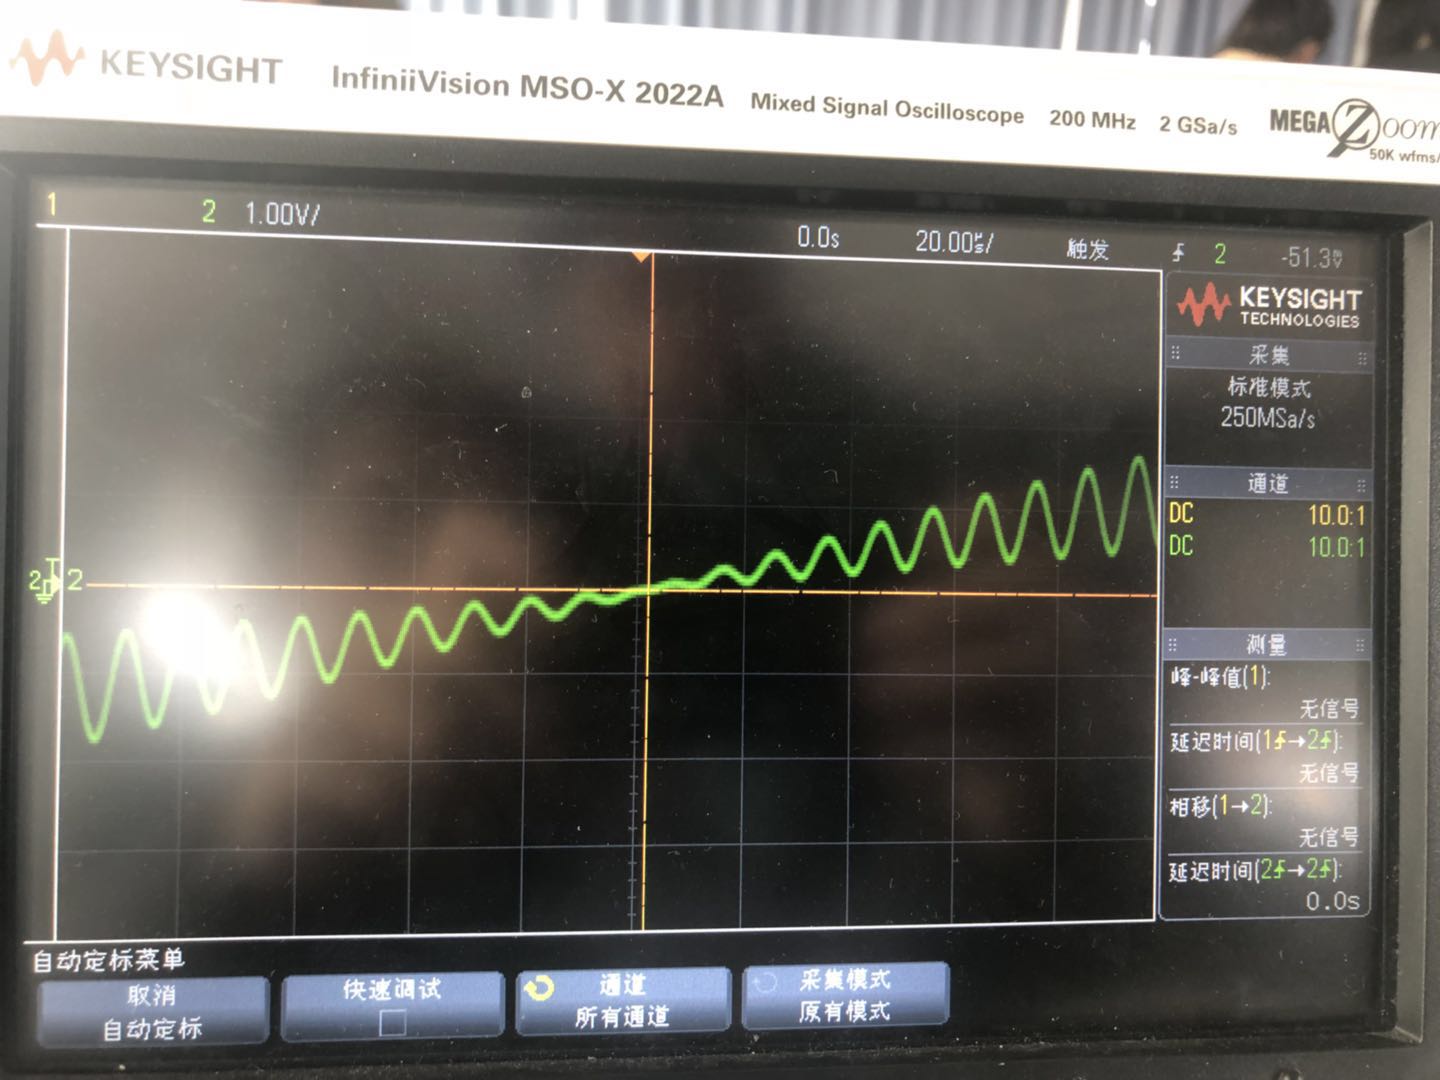 KEYSIGHT InfiniiVision MSO-X 2022A Mixed Signal Oscilloscope 200 MHz 2 GSa/s MEGA Zoom
50K wfms/
1 2 1.00V/ 0.0s 20.00µs/ 触发 2 -51.3mV
KEYSIGHT
TECHNOLOGIES
采集
标准模式
250MSa/s
通道
DC 10.0:1
DC 10.0:1
2 T 2
测量
峰-峰值(1):
无信号
延迟时间(1→2):
无信号
相移(1→2):
无信号
延迟时间(2→2):
0.0s
自动定标菜单
取消
自动定标
快速调试
通道
所有通道
采集模式
原有模式